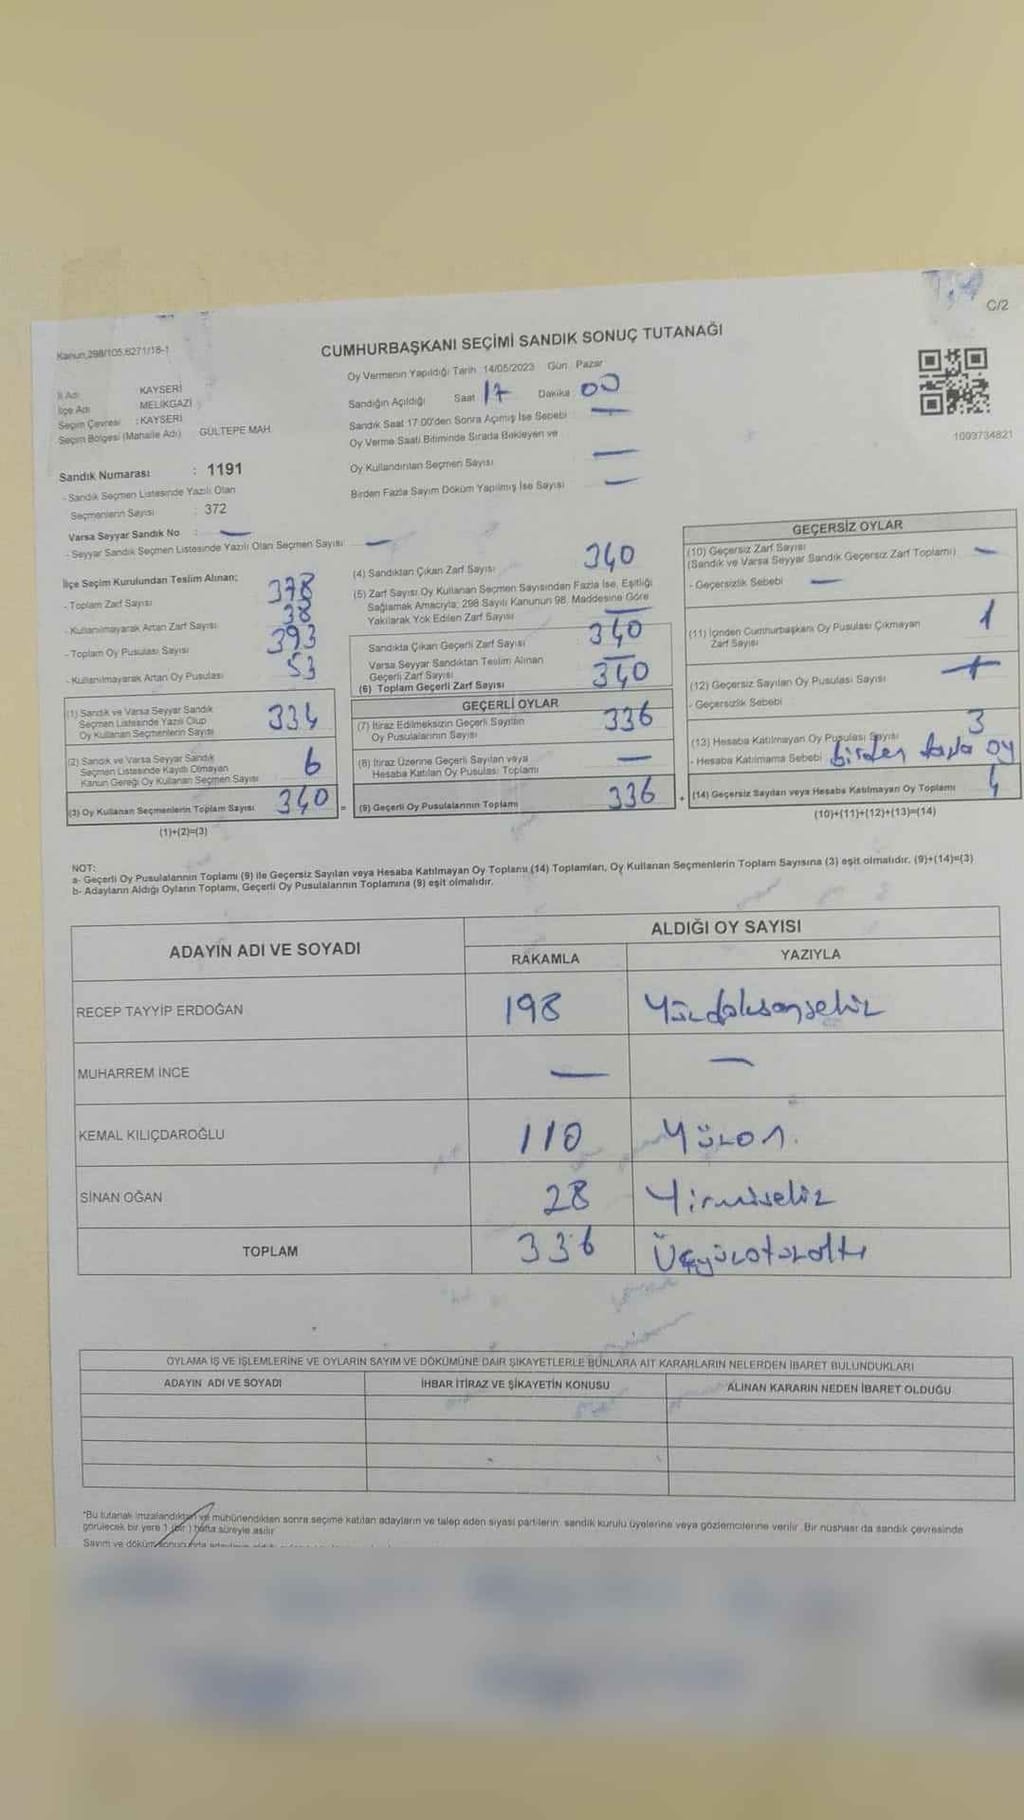 C/2
Kanun,298/105,6271/18-1
CUMHURBAŞKANI SEÇİMİ SANDIK SONUÇ TUTANAĞI
Oy Vermenin Yapıldığı Tarih 14/05/2023 Gün Pazar
İl Adı KAYSERİ
İlçe Adı MELİKGAZİ
Seçim Çevresi : KAYSERİ
Seçim Bölgesi (Mahalle Adı) GÜLTEPE MAH.
Sandık Numarası : 1191
- Sandık Seçmen Listesinde Yazılı Olan
Seçmenlerin Sayısı : 372
Varsa Seyyar Sandık No : —
- Seyyar Sandık Seçmen Listesinde Yazılı Olan Seçmen Sayısı —
Sandığın Açıldığı Saat 17 Dakika 00
Sandık Saat 17.00'den Sonra Açılmış İse Sebebi —
Oy Verme Saati Bitiminde Sırada Bekleyen ve
Oy Kullandırılan Seçmen Sayısı —
Birden Fazla Sayım Döküm Yapılmış İse Sayısı —
1003734821
İlçe Seçim Kurulundan Teslim Alınan;
- Toplam Zarf Sayısı 378
- Kullanılmayarak Artan Zarf Sayısı 38
- Toplam Oy Pusulası Sayısı 393
- Kullanılmayarak Artan Oy Pusulası 53
(1) Sandık ve Varsa Seyyar Sandık
Seçmen Listesinde Yazılı Olup
Oy Kullanan Seçmenlerin Sayısı 334
(2) Sandık ve Varsa Seyyar Sandık
Seçmen Listesinde Kaydı Olmayan
Kanun Gereği Oy Kullanan Seçmen Sayısı 6
(3) Oy Kullanan Seçmenlerin Toplam Sayısı 340 =
(1)+(2)=(3)
(4) Sandıktan Çıkan Zarf Sayısı 340
(5) Zarf Sayısı Oy Kullanan Seçmen Sayısından Fazla İse, Eşitliği
Sağlamak Amacıyla; 298 Sayılı Kanunun 98. Maddesine Göre
Yakılarak Yok Edilen Zarf Sayısı —
Sandıkta Çıkan Geçerli Zarf Sayısı 340
Varsa Seyyar Sandıktan Teslim Alınan
Geçerli Zarf Sayısı —
(6) Toplam Geçerli Zarf Sayısı 340
GEÇERLİ OYLAR
(7) İtiraz Edilmeksizin Geçerli Sayılan
Oy Pusulalarının Sayısı 336
(8) İtiraz Üzerine Geçerli Sayılan veya
Hesaba Katılan Oy Pusulası Toplamı —
(9) Geçerli Oy Pusulalarının Toplamı 336 +
GEÇERSİZ OYLAR
(10) Geçersiz Zarf Sayısı
(Sandık ve Varsa Seyyar Sandık Geçersiz Zarf Toplamı) —
- Geçersizlik Sebebi —
(11) İçinden Cumhurbaşkanı Oy Pusulası Çıkmayan
Zarf Sayısı 1
(12) Geçersiz Sayılan Oy Pusulası Sayısı
- Geçersizlik Sebebi
(13) Hesaba Katılmayan Oy Pusulası Sayısı 3
- Hesaba Katılmama Sebebi birden fazla oy
(14) Geçersiz Sayılan veya Hesaba Katılmayan Oy Toplamı 4
(10)+(11)+(12)+(13)=(14)
NOT:
a- Geçerli Oy Pusulalarının Toplamı (9) ile Geçersiz Sayılan veya Hesaba Katılmayan Oy Toplamı (14) Toplamları, Oy Kullanan Seçmenlerin Toplam Sayısına (3) eşit olmalıdır. (9)+(14)=(3)
b- Adayların Aldığı Oyların Toplamı, Geçerli Oy Pusulalarının Toplamına (9) eşit olmalıdır.
ADAYIN ADI VE SOYADI ALDIĞI OY SAYISI
RAKAMLA YAZIYLA
RECEP TAYYİP ERDOĞAN 198 Yüzdoksansekiz
MUHARREM İNCE — —
KEMAL KILIÇDAROĞLU 110 Yüzon.
SİNAN OĞAN 28 Yirmisekiz
TOPLAM 336 Üçyüzotuzaltı
OYLAMA İŞ VE İŞLEMLERİNE VE OYLARIN SAYIM VE DÖKÜMÜNE DAİR ŞİKAYETLERLE BUNLARA AİT KARARLARIN NELERDEN İBARET BULUNDUKLARI
ADAYIN ADI VE SOYADI İHBAR İTİRAZ VE ŞİKAYETİN KONUSU ALINAN KARARIN NEDEN İBARET OLDUĞU
*Bu tutanak imzalandıktan ve mühürlendikten sonra seçime katılan adayların ve talep eden siyasi partilerin sandık kurulu üyelerine veya gözlemcilerine verilir. Bir nüshası da sandık çevresinde
görülecek bir yere 1 (bir) hafta süreyle asılır
Sayım ve döküm sonucunda